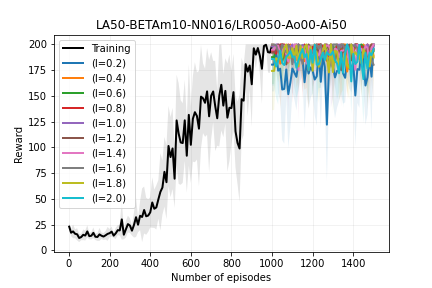 LA50-BETAm10-NN016/LR0050-Ao00-Ai50
Reward
200
175
150
125
100
75
50
25
0
Training
(l=0.2)
(l=0.4)
(l=0.6)
(l=0.8)
(l=1.0)
(l=1.2)
(l=1.4)
(l=1.6)
(l=1.8)
(l=2.0)
0 200 400 600 800 1000 1200 1400
Number of episodes